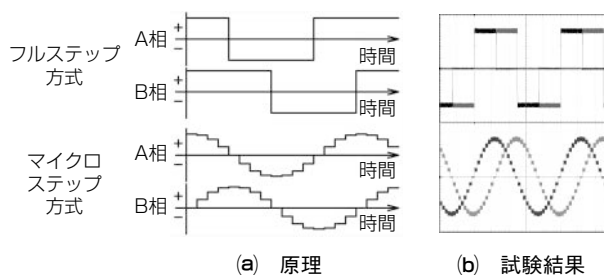 フルステップ
方式
A相
+
−
時間
B相
+
−
時間
マイクロ
ステップ
方式
A相
+
−
時間
B相
+
−
時間
(a) 原理
(b) 試験結果